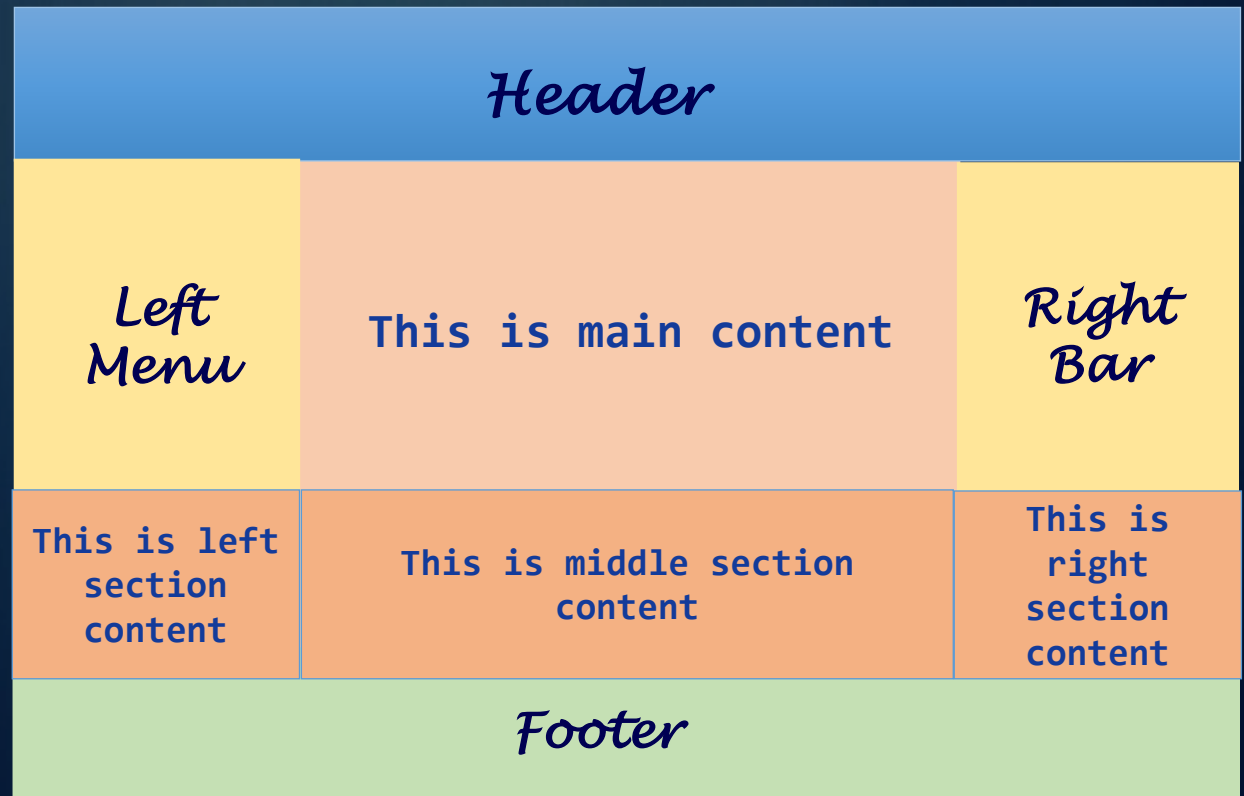 Header
Left
Menu
This is main content
Right
Bar
This is left
section
content
This is middle section
content
This is
right
section
content
Footer